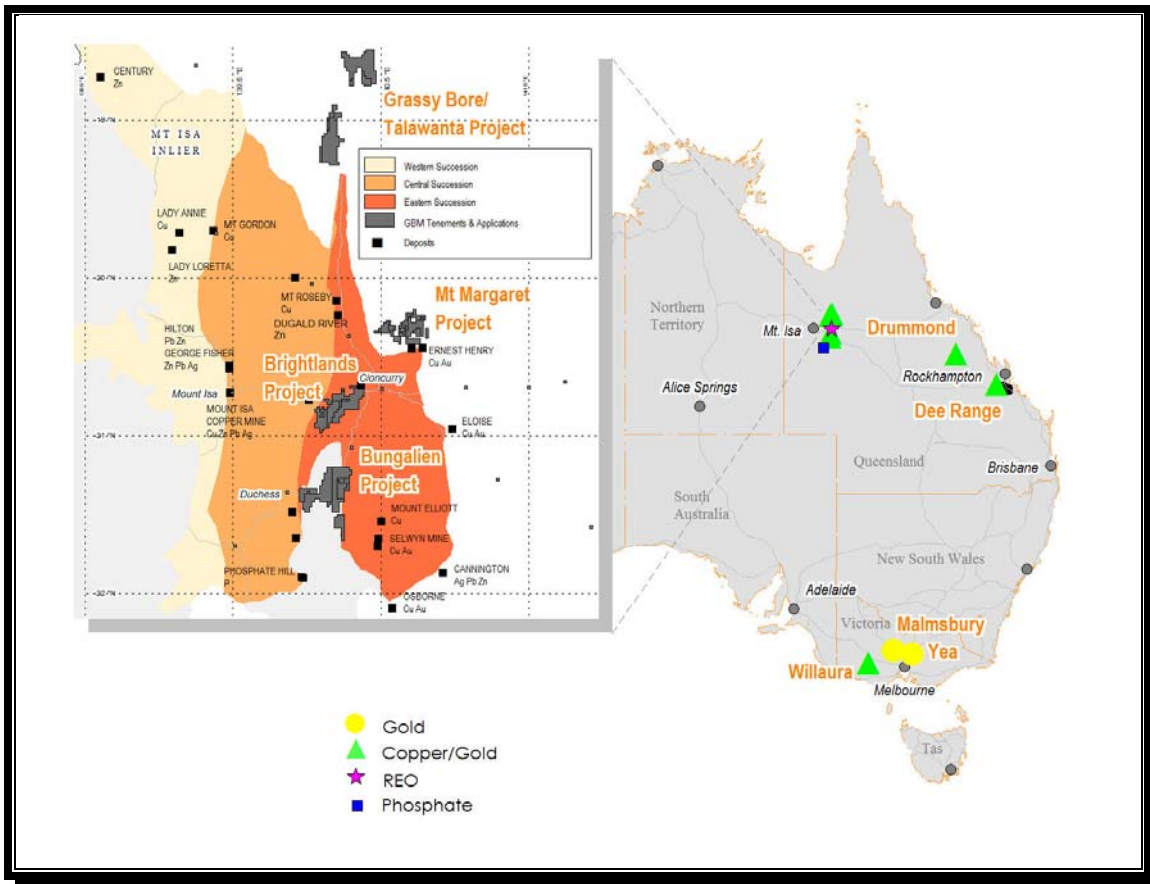 CENTURY
Zn
MT ISA
INLIER
Grassy Bore/
Talawanta Project
Western Succession
Central Succession
Eastern Succession
GBM Tenements & Applications
Deposits
LADY ANNIE
Cu
MT GORDON
Cu
LADY LORETTA
Zn
MT ROSEBY
Cu
DUGALD RIVER
Zn
Mt Margaret
Project
ERNEST HENRY
Cu Au
HILTON
Pb Zn
GEORGE FISHER
Zn Pb Ag
Mount Isa
MOUNT ISA
COPPER MINE
Cu Zn Pb Ag
Brightlands
Project
Cloncurry
ELOISE
Cu Au
Bungalien
Project
Duchess
MOUNT ELLIOTT
Cu
SELWYN MINE
Cu Au
PHOSPHATE HILL
P
CANNINGTON
Ag Pb Zn
OSBORNE
Cu Au
Northern
Territory
Mt. Isa
Drummond
Alice Springs
Rockhampton
Dee Range
Queensland
Brisbane
South
Australia
New South Wales
Adelaide
Victoria
Malmsbury
Yea
Willaura
Melbourne
Tas
Gold
Copper/Gold
REO
Phosphate